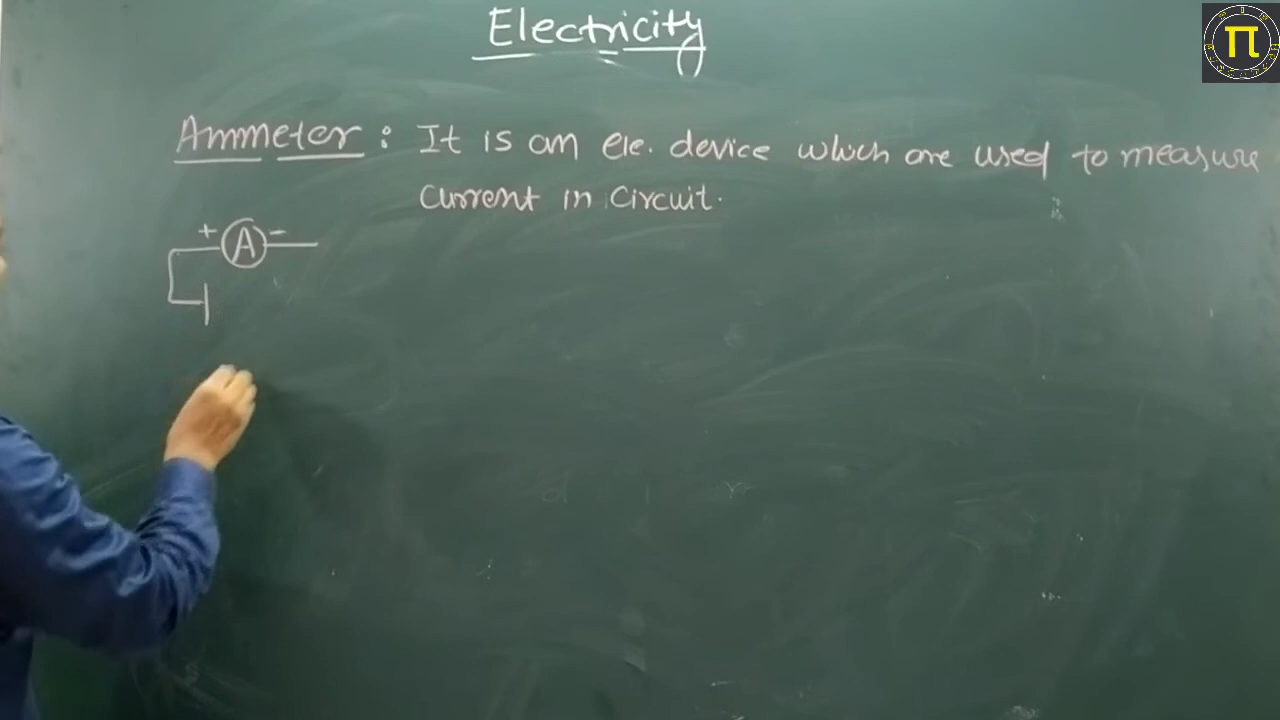 Electricity
π
Ammeter : It is an ele. device which are used to measure
current in circuit.
+ A -